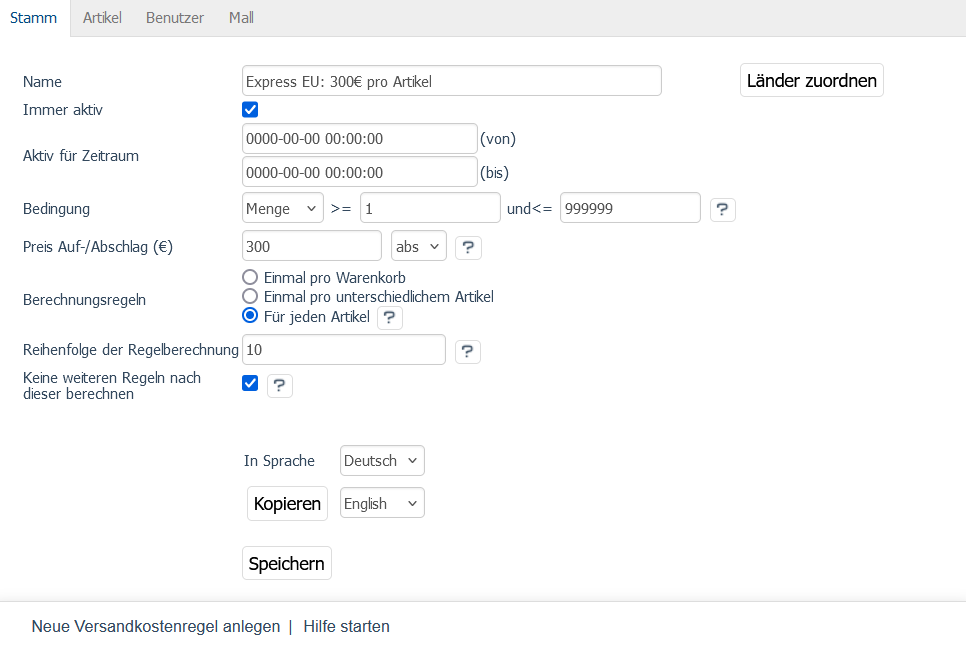 Stamm Artikel Benutzer Mall
Name Express EU: 300€ pro Artikel Länder zuordnen
Immer aktiv
Aktiv für Zeitraum
0000-00-00 00:00:00 (von)
0000-00-00 00:00:00 (bis)
Bedingung Menge >= 1 und<= 999999 ?
Preis Auf-/Abschlag (€) 300 abs ?
Berechnungsregeln
Einmal pro Warenkorb
Einmal pro unterschiedlichem Artikel
Für jeden Artikel ?
Reihenfolge der Regelberechnung 10 ?
Keine weiteren Regeln nach
dieser berechnen ?
In Sprache Deutsch
Kopieren English
Speichern
Neue Versandkostenregel anlegen | Hilfe starten